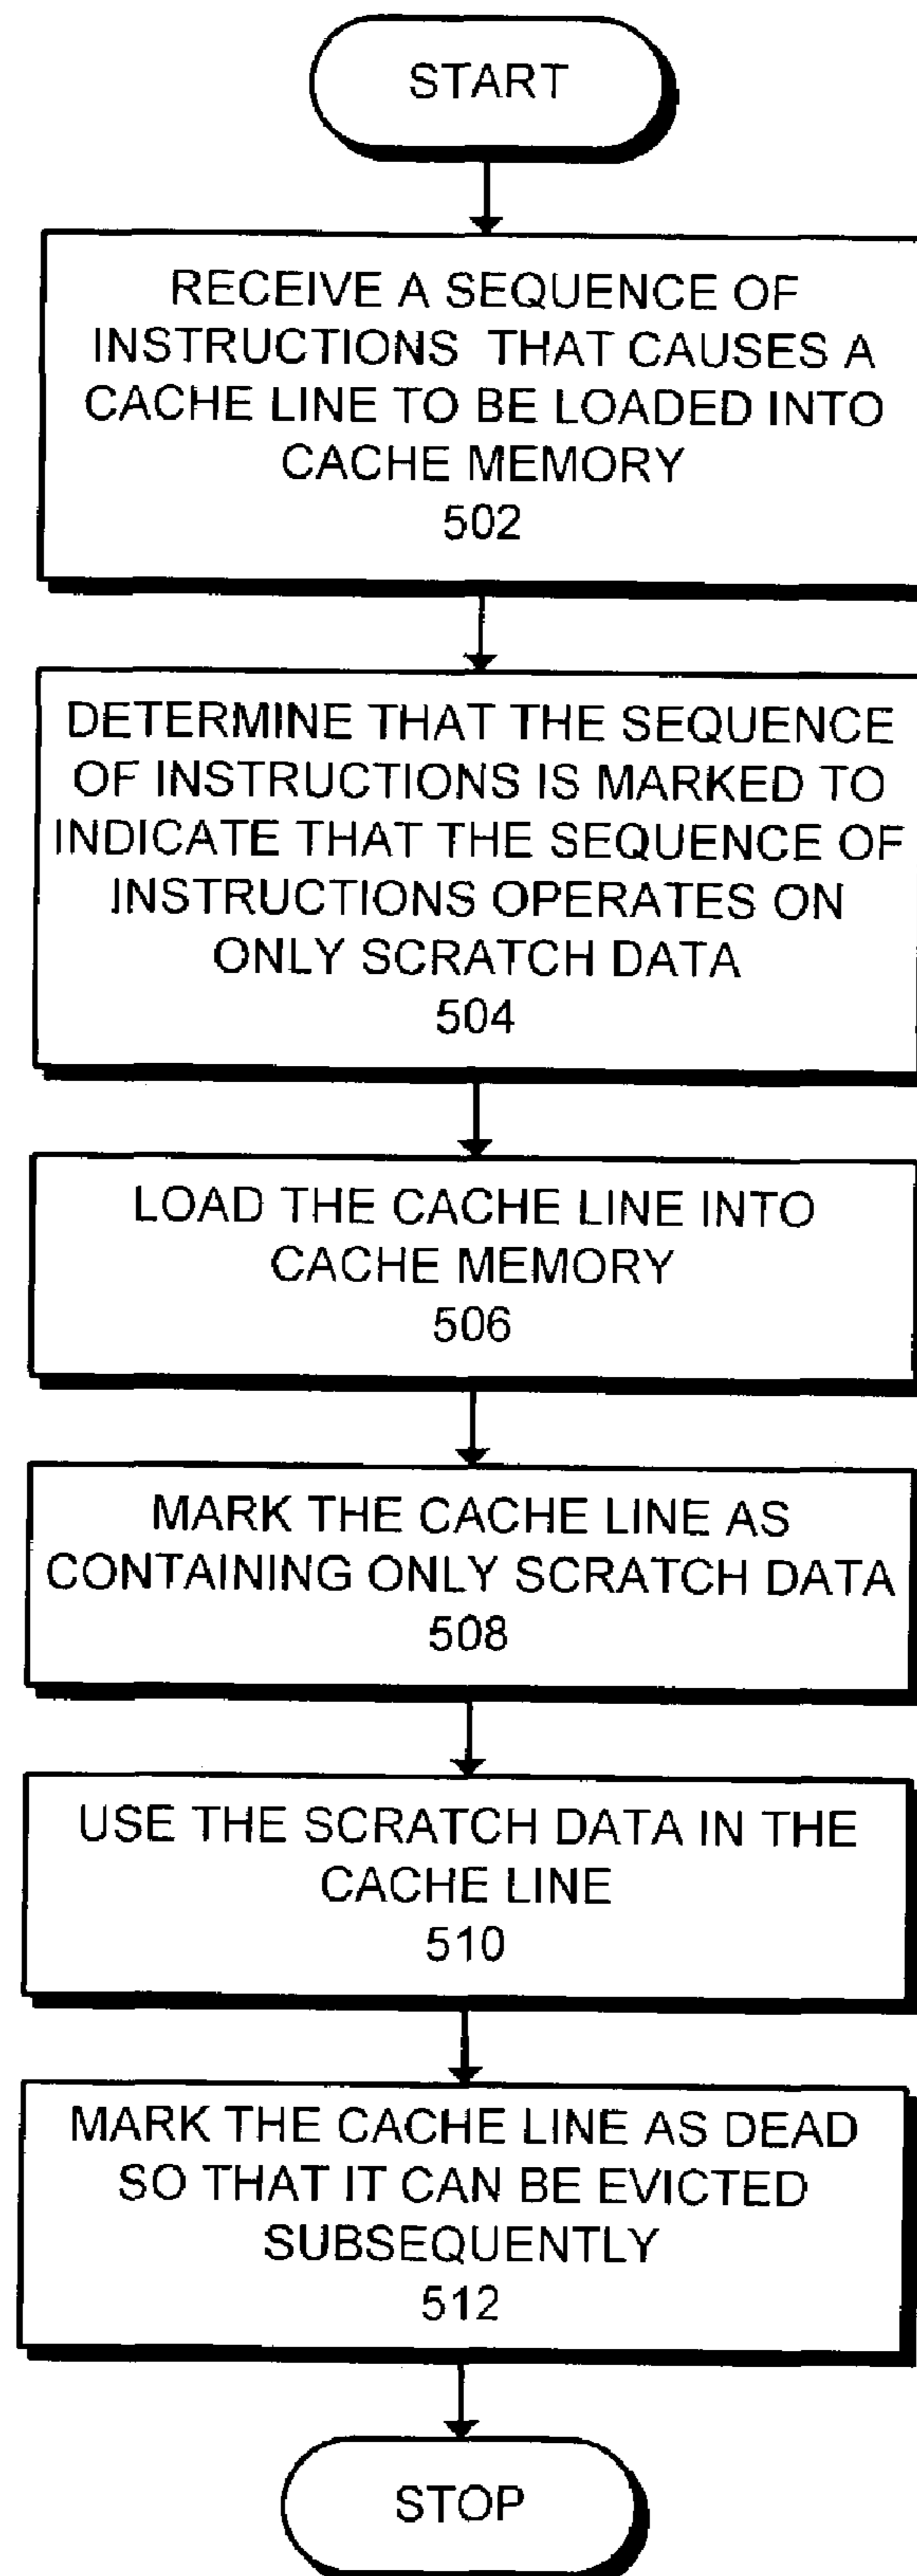 START
RECEIVE A SEQUENCE OF
INSTRUCTIONS THAT CAUSES A
CACHE LINE TO BE LOADED INTO
CACHE MEMORY
502
DETERMINE THAT THE SEQUENCE
OF INSTRUCTIONS IS MARKED TO
INDICATE THAT THE SEQUENCE OF
INSTRUCTIONS OPERATES ON
ONLY SCRATCH DATA
504
LOAD THE CACHE LINE INTO
CACHE MEMORY
506
MARK THE CACHE LINE AS
CONTAINING ONLY SCRATCH DATA
508
USE THE SCRATCH DATA IN THE
CACHE LINE
510
MARK THE CACHE LINE AS DEAD
SO THAT IT CAN BE EVICTED
SUBSEQUENTLY
512
STOP